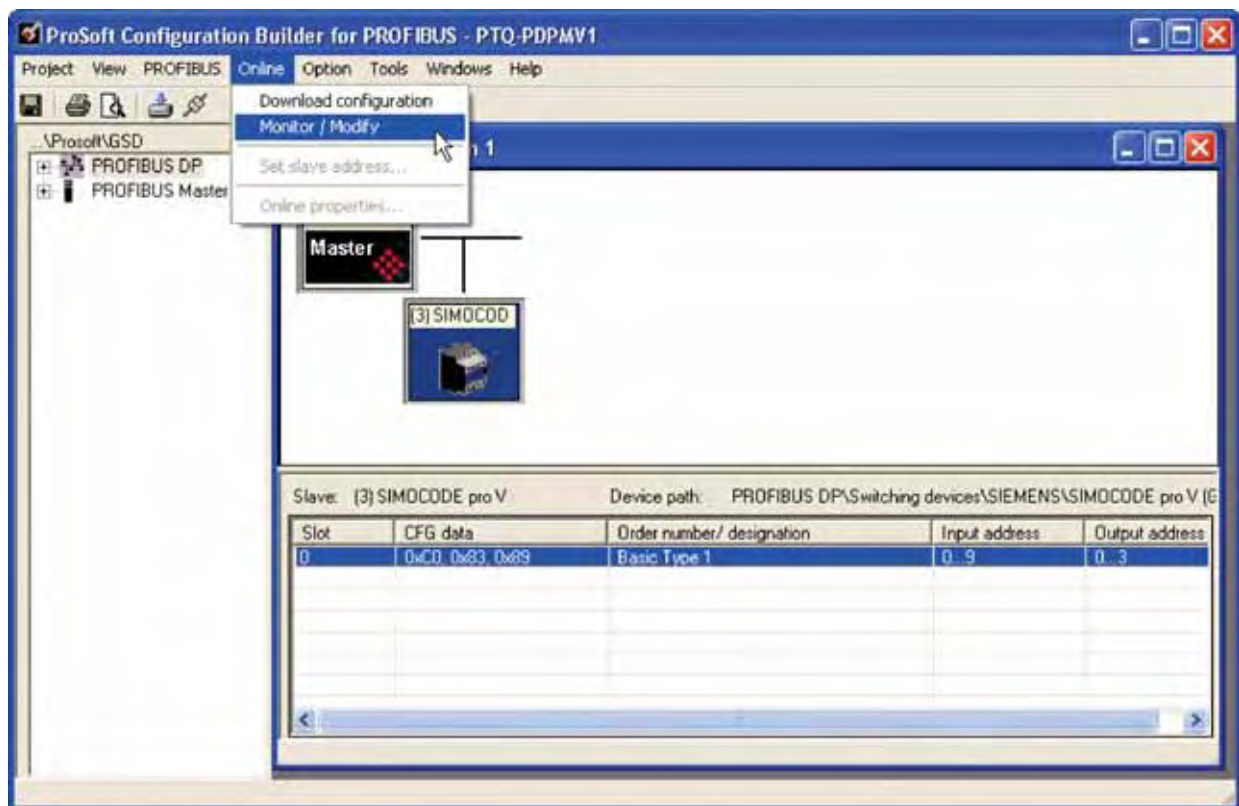 ProSoft Configuration Builder for PROFIBUS - PTQ-PDPMV1
Project View PROFIBUS Online Option Tools Windows Help
Download configuration
Monitor / Modify
Set slave address...
Online properties...
...\Prosoft\GSD
PROFIBUS DP
PROFIBUS Master
1
Master
(3) SIMOCOD
Slave: (3) SIMOCODE pro V Device path: PROFIBUS DP\Switching devices\SIEMENS\SIMOCODE pro V (G
Slot CFG data Order number/ designation Input address Output address
0 0xC0, 0x83, 0x89 Basic Type 1 0...9 0...3